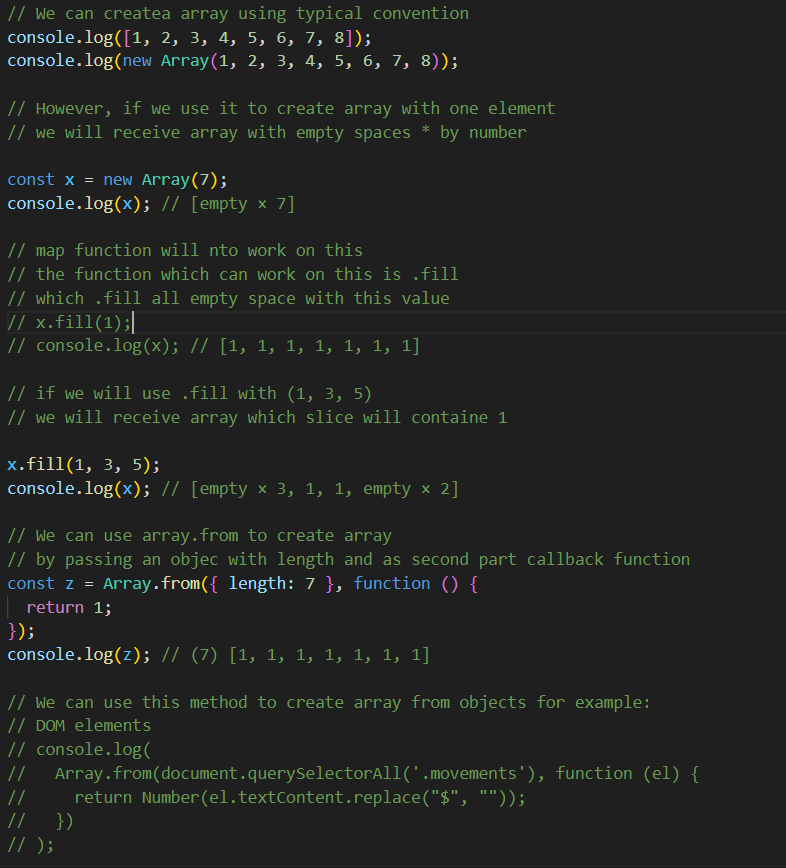 // We can createa array using typical convention
console.log([1, 2, 3, 4, 5, 6, 7, 8]);
console.log(new Array(1, 2, 3, 4, 5, 6, 7, 8));
// However, if we use it to create array with one element
// we will receive array with empty spaces * by number
const x = new Array(7);
console.log(x); // [empty × 7]
// map function will nto work on this
// the function which can work on this is .fill
// which .fill all empty space with this value
// x.fill(1);
// console.log(x); // [1, 1, 1, 1, 1, 1, 1]
// if we will use .fill with (1, 3, 5)
// we will receive array which slice will containe 1
x.fill(1, 3, 5);
console.log(x); // [empty × 3, 1, 1, empty × 2]
// We can use array.from to create array
// by passing an objec with length and as second part callback function
const z = Array.from({ length: 7 }, function () {
  return 1;
});
console.log(z); // (7) [1, 1, 1, 1, 1, 1, 1]
// We can use this method to create array from objects for example:
// DOM elements
// console.log(
//   Array.from(document.querySelectorAll('.movements'), function (el) {
//     return Number(el.textContent.replace("$", ""));
//   })
// );